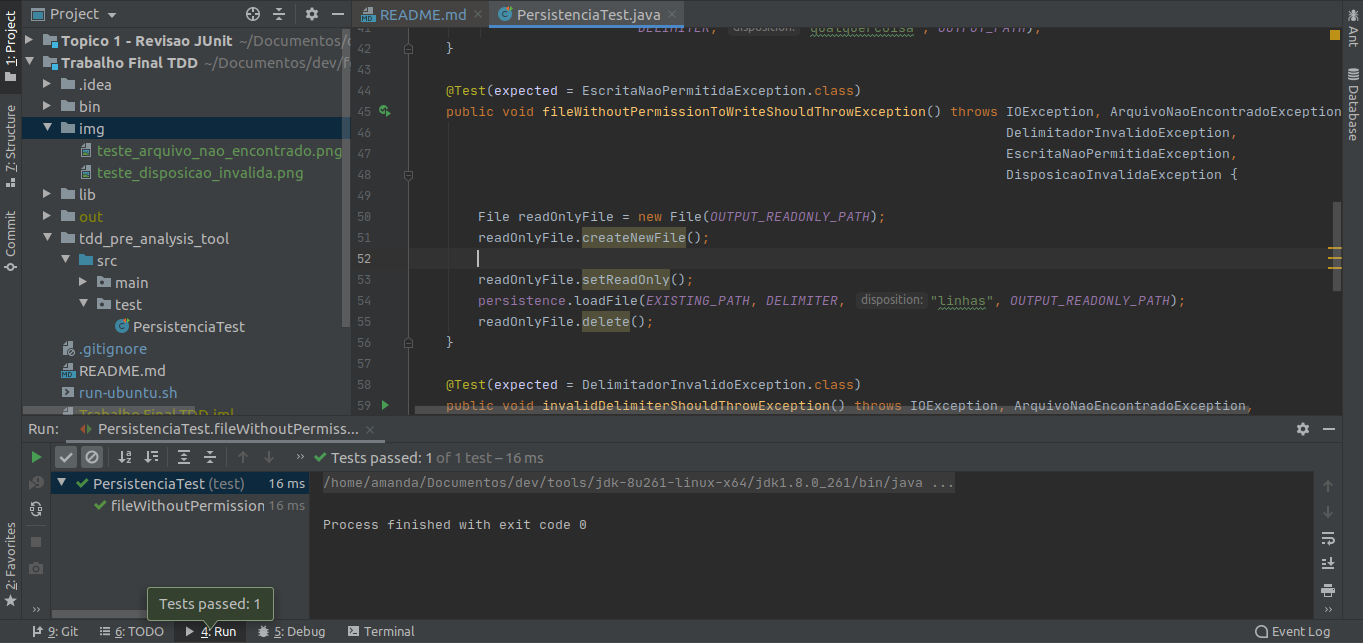 Project
README.md
PersistenciaTest.java
1: Project
7: Structure
Commit
2: Favorites
Ant
Database
Topico 1 - Revisao JUnit ~/Documentos/
Trabalho Final TDD ~/Documentos/dev/
.idea
bin
img
teste_arquivo_nao_encontrado.png
teste_disposicao_invalida.png
lib
out
tdd_pre_analysis_tool
src
main
test
PersistenciaTest
.gitignore
README.md
run-ubuntu.sh
Trabalho Final TDD.iml
41 DELIMITER, disposition: "qualquercoisa", OUTPUT_PATH);
42 }
43
44 @Test(expected = EscritaNaoPermitidaException.class)
45 public void fileWithoutPermissionToWriteShouldThrowException() throws IOException, ArquivoNaoEncontradoException
46 DelimitadorInvalidoException,
47 EscritaNaoPermitidaException,
48 DisposicaoInvalidaException {
49
50 File readOnlyFile = new File(OUTPUT_READONLY_PATH);
51 readOnlyFile.createNewFile();
52
53 readOnlyFile.setReadOnly();
54 persistence.loadFile(EXISTING_PATH, DELIMITER, disposition: "linhas", OUTPUT_READONLY_PATH);
55 readOnlyFile.delete();
56 }
57
58 @Test(expected = DelimitadorInvalidoException.class)
59 public void invalidDelimiterShouldThrowException() throws IOException, ArquivoNaoEncontradoException,
Run: PersistenciaTest.fileWithoutPermiss...
Tests passed: 1 of 1 test – 16 ms
PersistenciaTest (test) 16 ms
fileWithoutPermission 16 ms
/home/amanda/Documentos/dev/tools/jdk-8u261-linux-x64/jdk1.8.0_261/bin/java ...
Process finished with exit code 0
Tests passed: 1
9: Git
6: TODO
4: Run
5: Debug
Terminal
Event Log